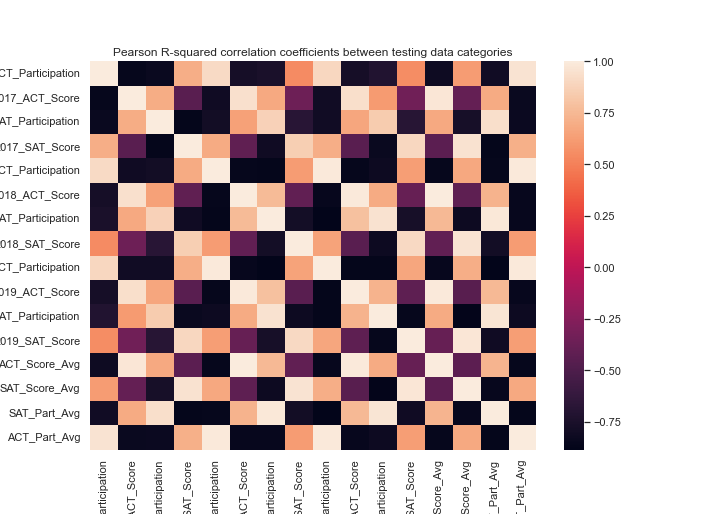 Pearson R-squared correlation coefficients between testing data categories
CT_Participation
017_ACT_Score
AT_Participation
017_SAT_Score
CT_Participation
018_ACT_Score
AT_Participation
018_SAT_Score
CT_Participation
019_ACT_Score
AT_Participation
019_SAT_Score
ACT_Score_Avg
SAT_Score_Avg
SAT_Part_Avg
ACT_Part_Avg
1.00
0.75
0.50
0.25
0.00
−0.25
−0.50
−0.75
articipation
ACT_Score
articipation
SAT_Score
articipation
ACT_Score
articipation
SAT_Score
articipation
ACT_Score
articipation
SAT_Score
Score_Avg
Score_Avg
_Part_Avg
_Part_Avg